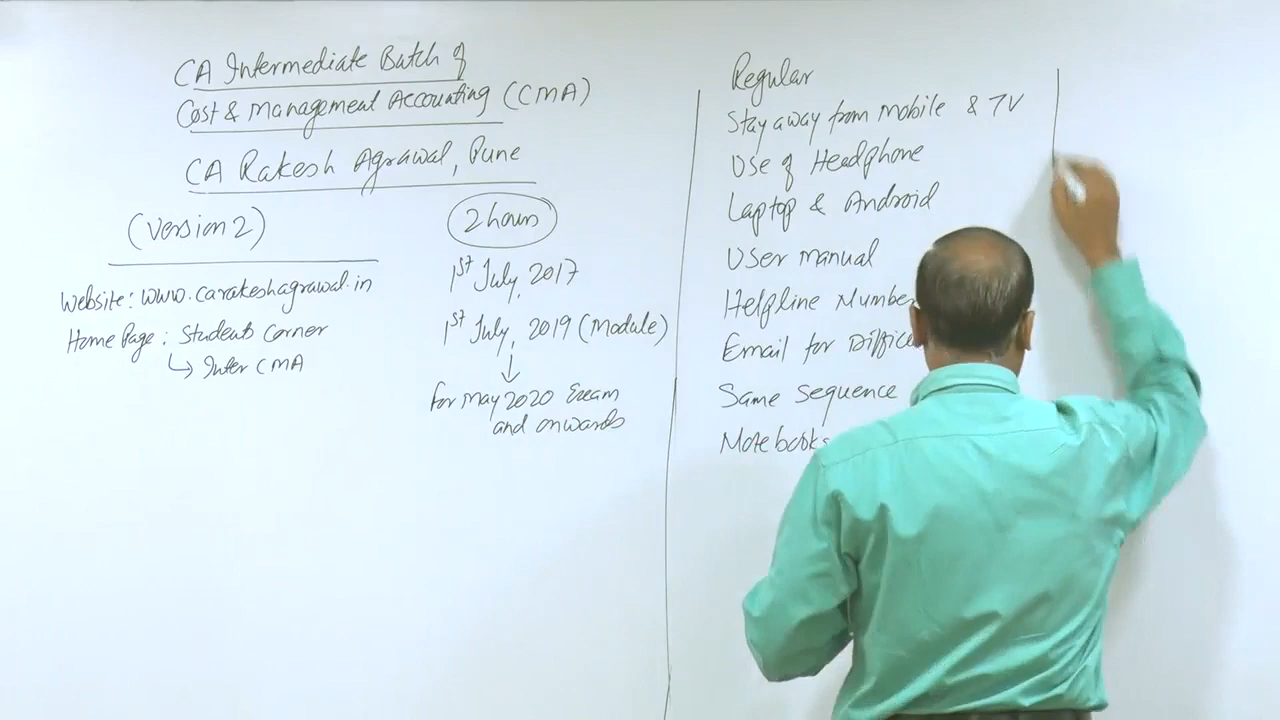 CA Intermediate Batch of
Cost & Management Accounting (CMA)
CA Rakesh Agrawal, Pune
(Version 2)
2 hours
Website: www.carakeshagrawal.in
Home Page: Students Corner
↳ Inter CMA
1st July, 2017
1st July, 2019 (Module)
↓
For May 2020 Exam
and onwards
Regular
Stay away from Mobile & TV
Use of Headphone
Laptop & Android
User manual
Helpline Number
Email for
Same Sequence
Notebooks